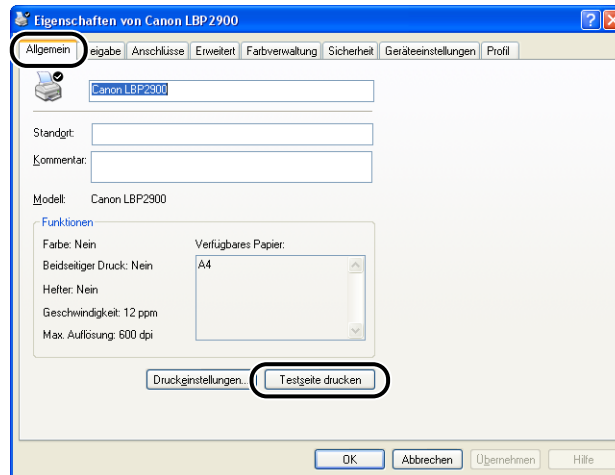 Eigenschaften von Canon LBP2900
Allgemein eigabe Anschlüsse Erweitert Farbverwaltung Sicherheit Geräteeinstellungen Profil
Canon LBP2900
Standort:
Kommentar:
Modell: Canon LBP2900
Funktionen
Farbe: Nein Verfügbares Papier:
Beidseitiger Druck: Nein A4
Hefter: Nein
Geschwindigkeit: 12 ppm
Max. Auflösung: 600 dpi
Druckeinstellungen... Testseite drucken
OK Abbrechen Übernehmen Hilfe